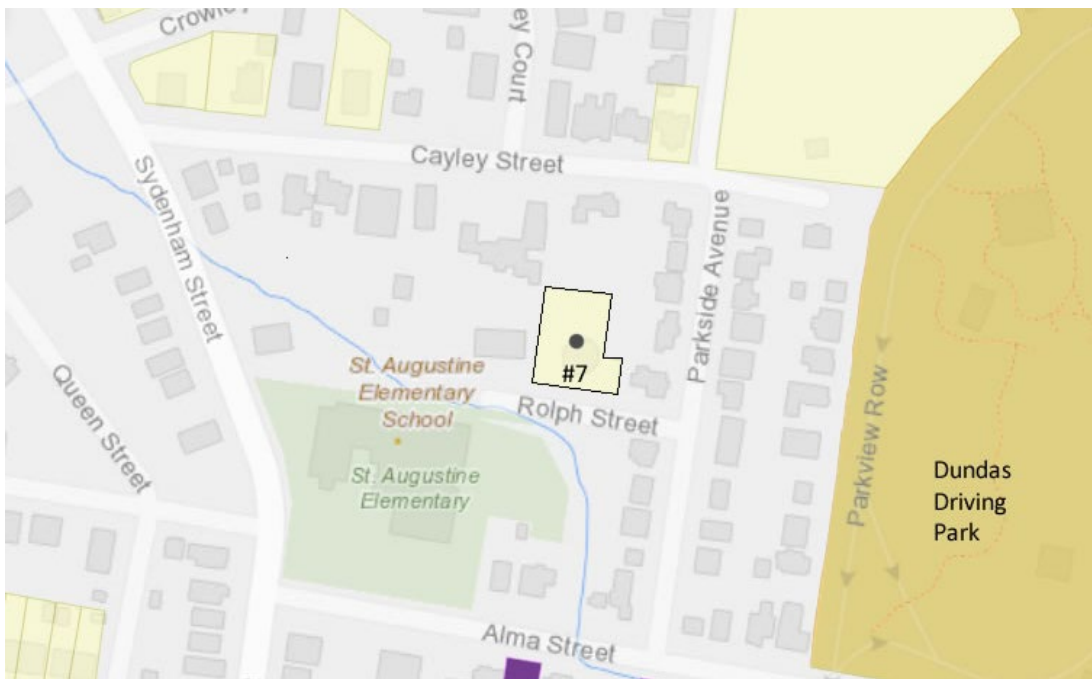 Crowley
ey Court
Cayley Street
Sydenham Street
Parkside Avenue
St. Augustine
Elementary
School
#7
Rolph Street
Queen Street
St. Augustine
Elementary
Parkview Row
Dundas
Driving
Park
Alma Street